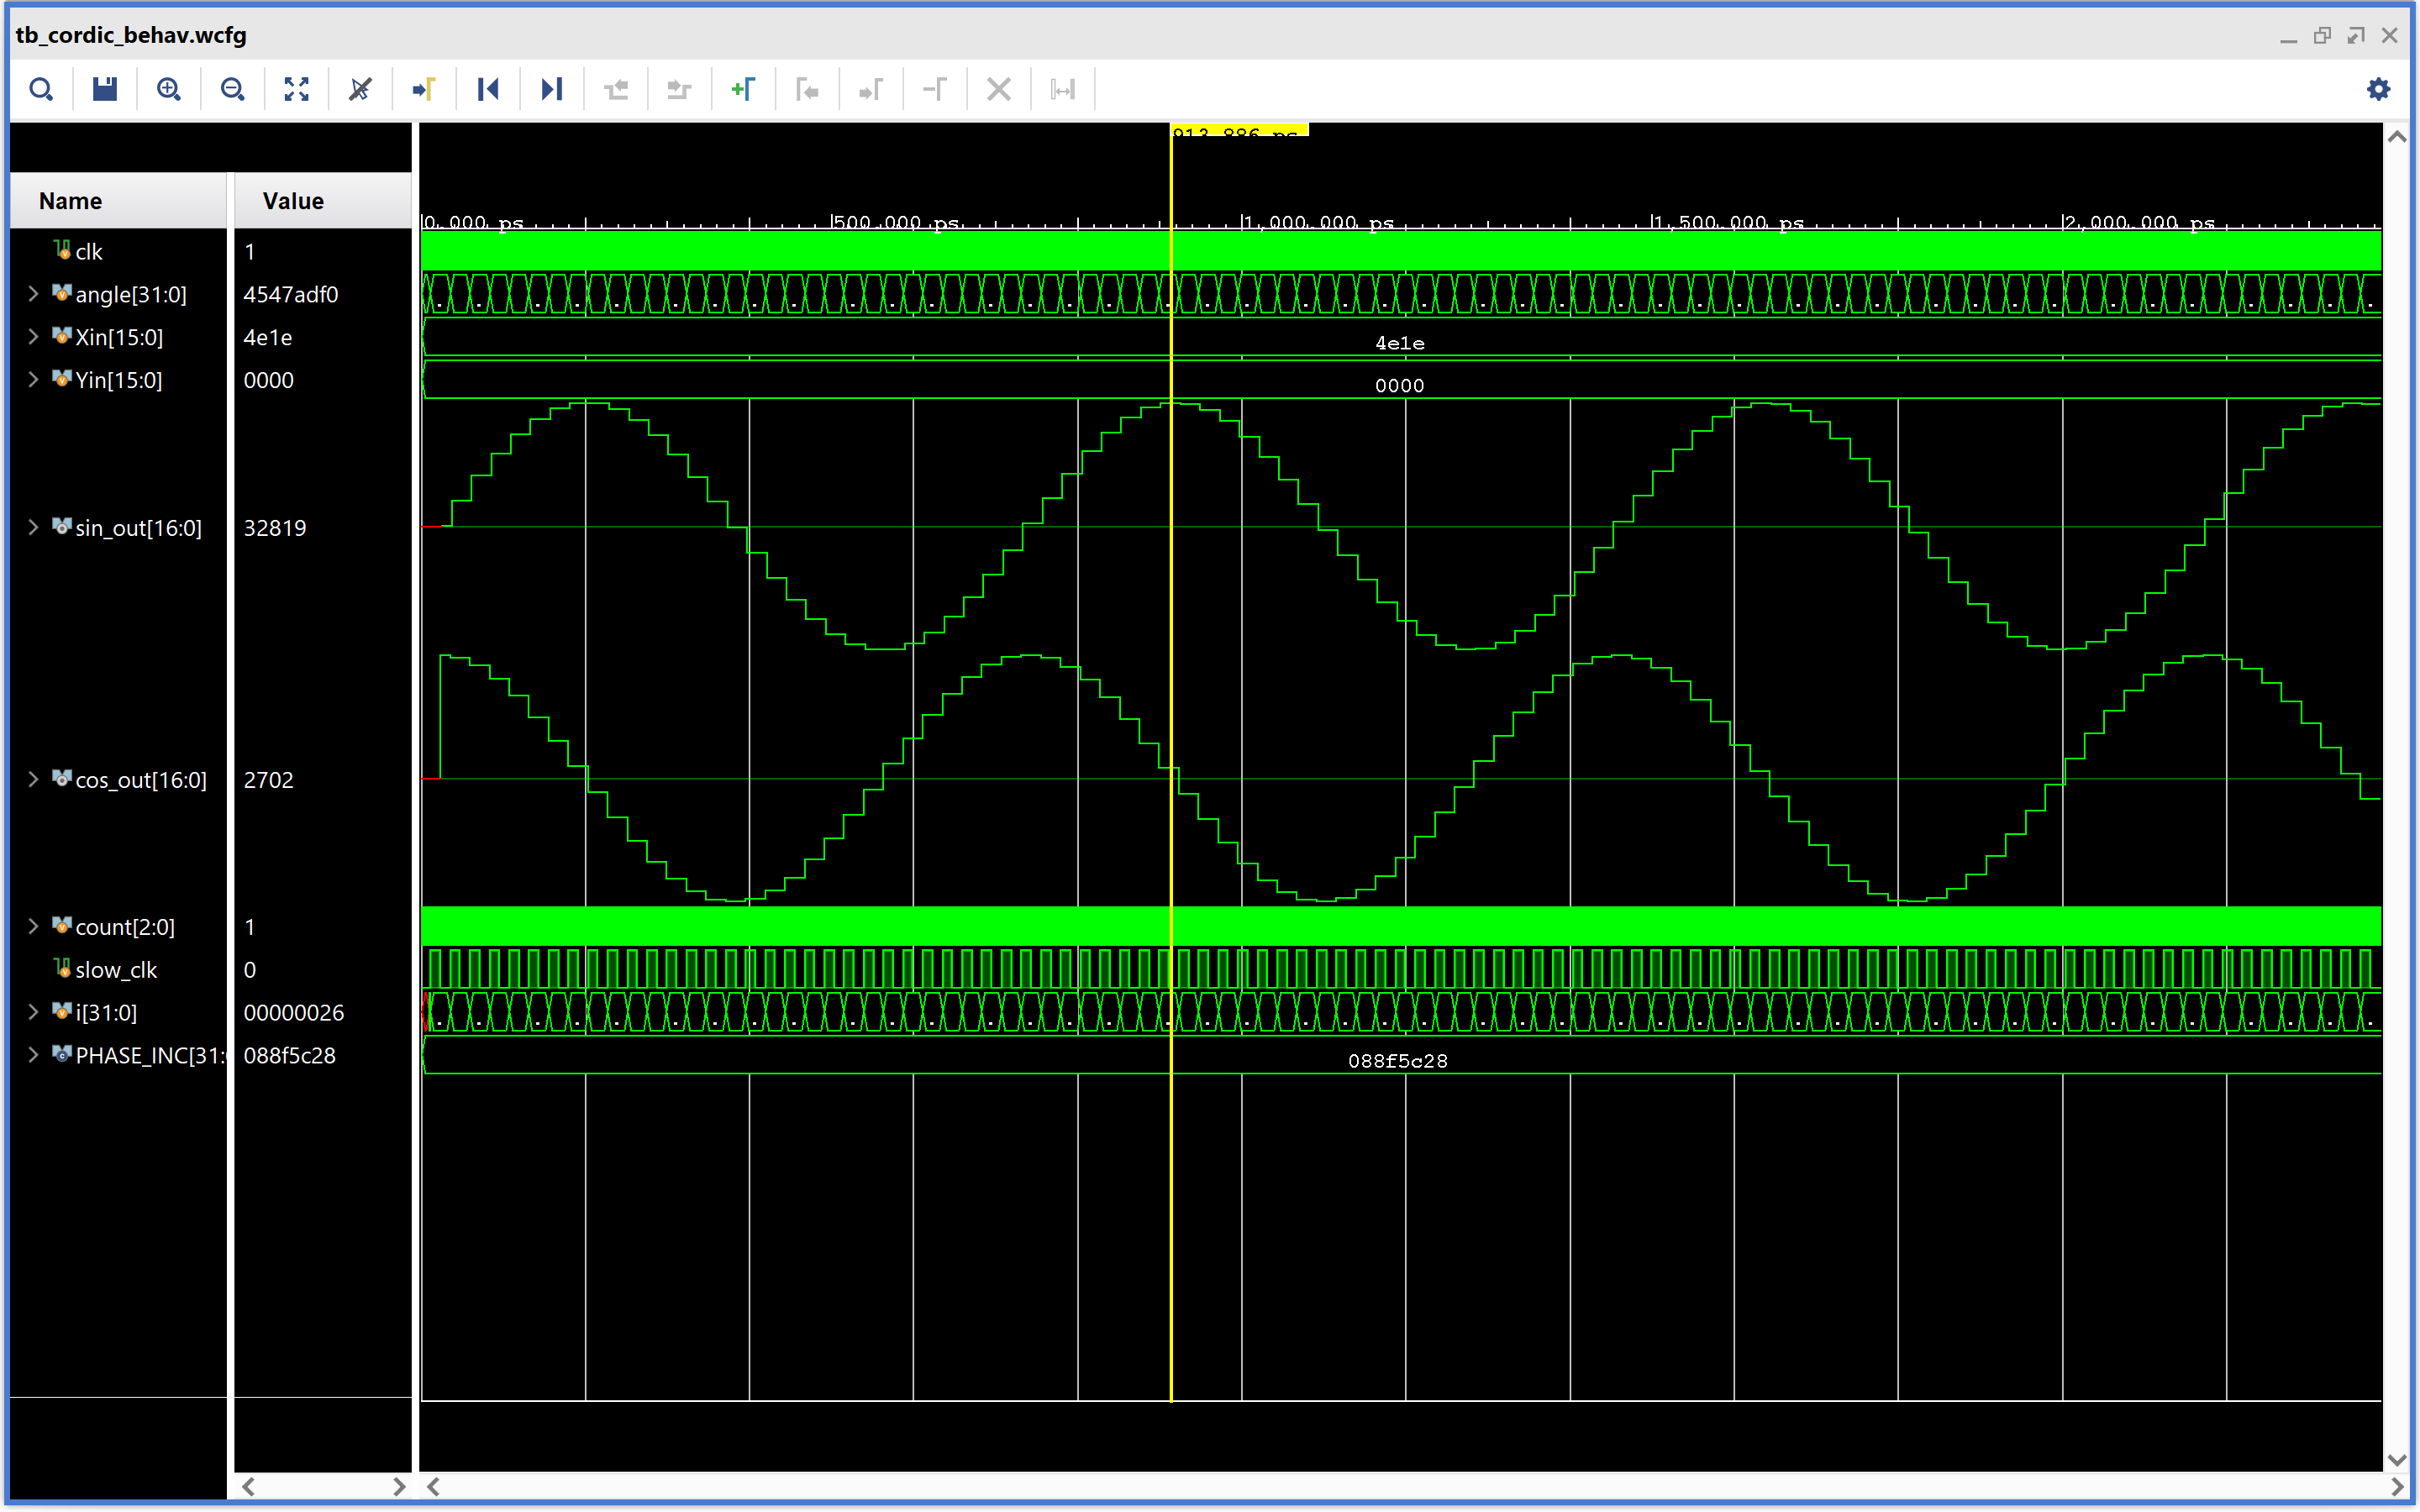 tb_cordic_behav.wcfg
913,886 ps
Name Value
0.000 ps 500,000 ps 1,000,000 ps 1,500,000 ps 2,000,000 ps
clk 1
angle[31:0] 4547adf0
Xin[15:0] 4e1e 4e1e
Yin[15:0] 0000 0000
sin_out[16:0] 32819
cos_out[16:0] 2702
count[2:0] 1
slow_clk 0
i[31:0] 00000026
PHASE_INC[31: 088f5c28 088f5c28